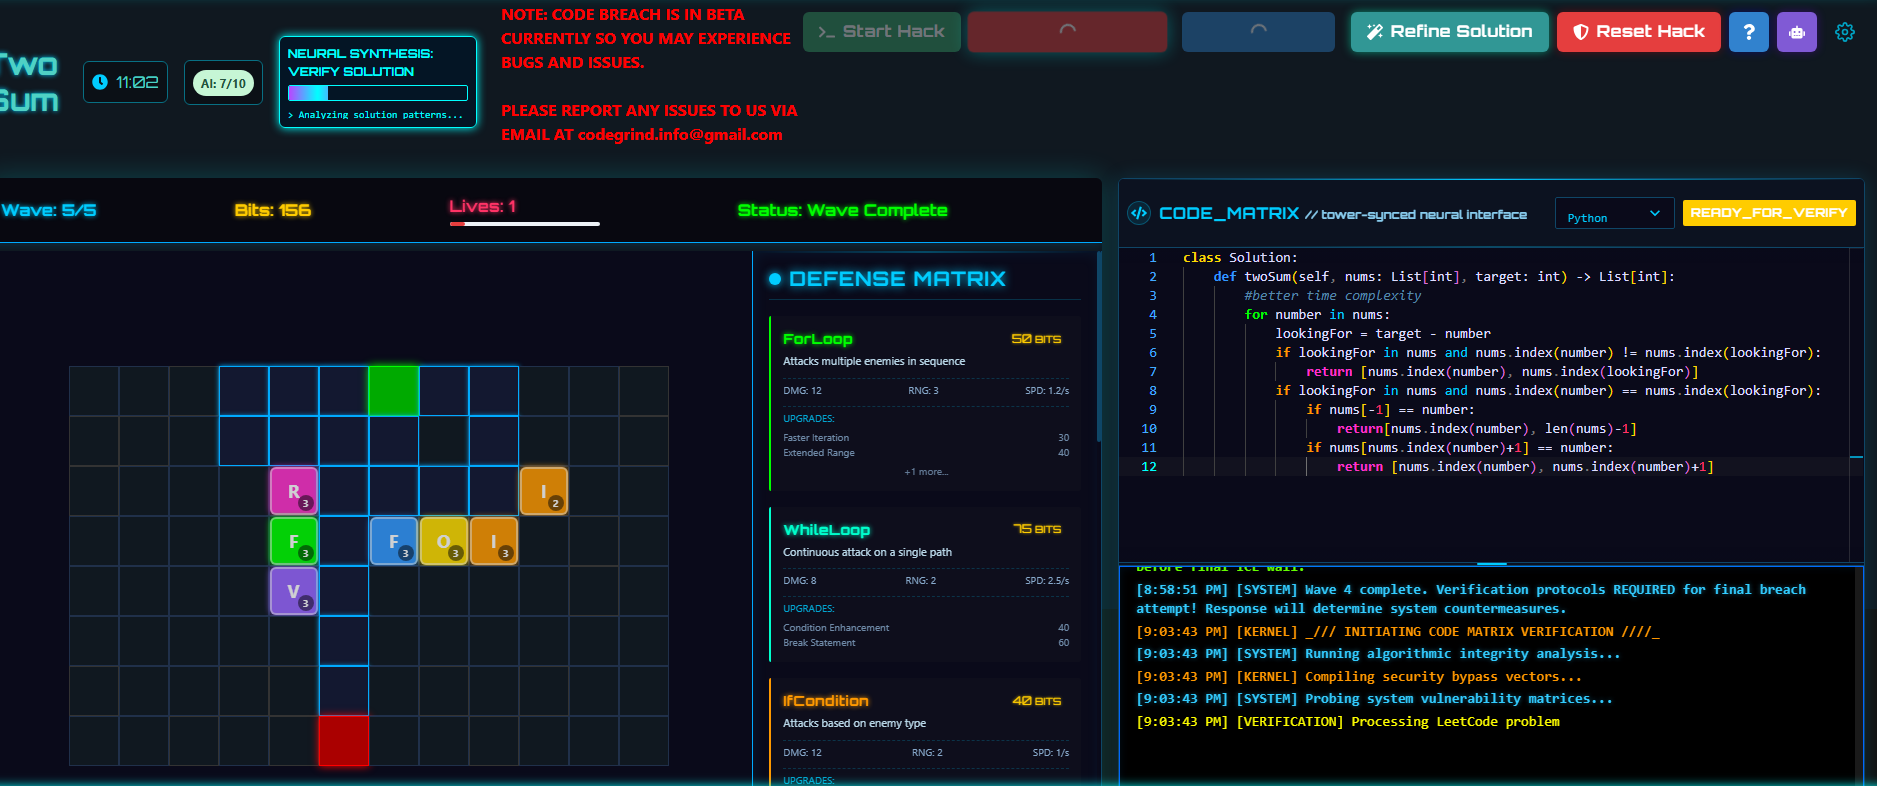 Two
Sum
11:02
AI: 7/10
NEURAL SYNTHESIS:
VERIFY SOLUTION
> Analyzing solution patterns...
NOTE: CODE BREACH IS IN BETA
CURRENTLY SO YOU MAY EXPERIENCE
BUGS AND ISSUES.
PLEASE REPORT ANY ISSUES TO US VIA
EMAIL AT codegrind.info@gmail.com
>_ Start Hack
Refine Solution
Reset Hack
?
Wave: 5/5
Bits: 156
Lives: 1
Status: Wave Complete
R
3
I
2
F
3
F
3
O
3
I
3
V
3
DEFENSE MATRIX
ForLoop
50 BITS
Attacks multiple enemies in sequence
DMG: 12
RNG: 3
SPD: 1.2/s
UPGRADES:
Faster Iteration
30
Extended Range
40
+1 more...
WhileLoop
75 BITS
Continuous attack on a single path
DMG: 8
RNG: 2
SPD: 2.5/s
UPGRADES:
Condition Enhancement
40
Break Statement
60
IfCondition
40 BITS
Attacks based on enemy type
DMG: 12
RNG: 2
SPD: 1/s
UPGRADES:
</> CODE_MATRIX // tower-synced neural interface
Python
READY_FOR_VERIFY
1 class Solution:
2     def twoSum(self, nums: List[int], target: int) -> List[int]:
3         #better time complexity
4         for number in nums:
5             lookingFor = target - number
6             if lookingFor in nums and nums.index(number) != nums.index(lookingFor):
7                 return [nums.index(number), nums.index(lookingFor)]
8             if lookingFor in nums and nums.index(number) == nums.index(lookingFor):
9                 if nums[-1] == number:
10                     return[nums.index(number), len(nums)-1]
11                 if nums[nums.index(number)+1] == number:
12                     return [nums.index(number), nums.index(number)+1]
before final ICE wall.
[8:58:51 PM] [SYSTEM] Wave 4 complete. Verification protocols REQUIRED for final breach
attempt! Response will determine system countermeasures.
[9:03:43 PM] [KERNEL] _/// INITIATING CODE MATRIX VERIFICATION ////_
[9:03:43 PM] [SYSTEM] Running algorithmic integrity analysis...
[9:03:43 PM] [KERNEL] Compiling security bypass vectors...
[9:03:43 PM] [SYSTEM] Probing system vulnerability matrices...
[9:03:43 PM] [VERIFICATION] Processing LeetCode problem